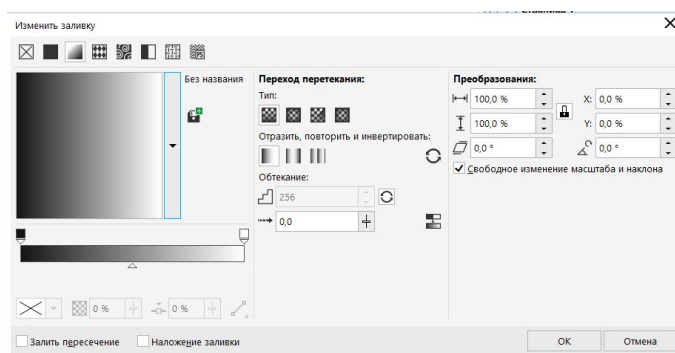 Изменить заливку
Без названия
Переход перетекания:
Тип:
Отразить, повторить и инвертировать:
Обтекание:
256
0,0
Преобразования:
100,0 %
X: 0,0 %
100,0 %
Y: 0,0 %
0,0 °
0,0 °
Свободное изменение масштаба и наклона
0 %
0 %
Залить пересечение
Наложение заливки
ОК
Отмена